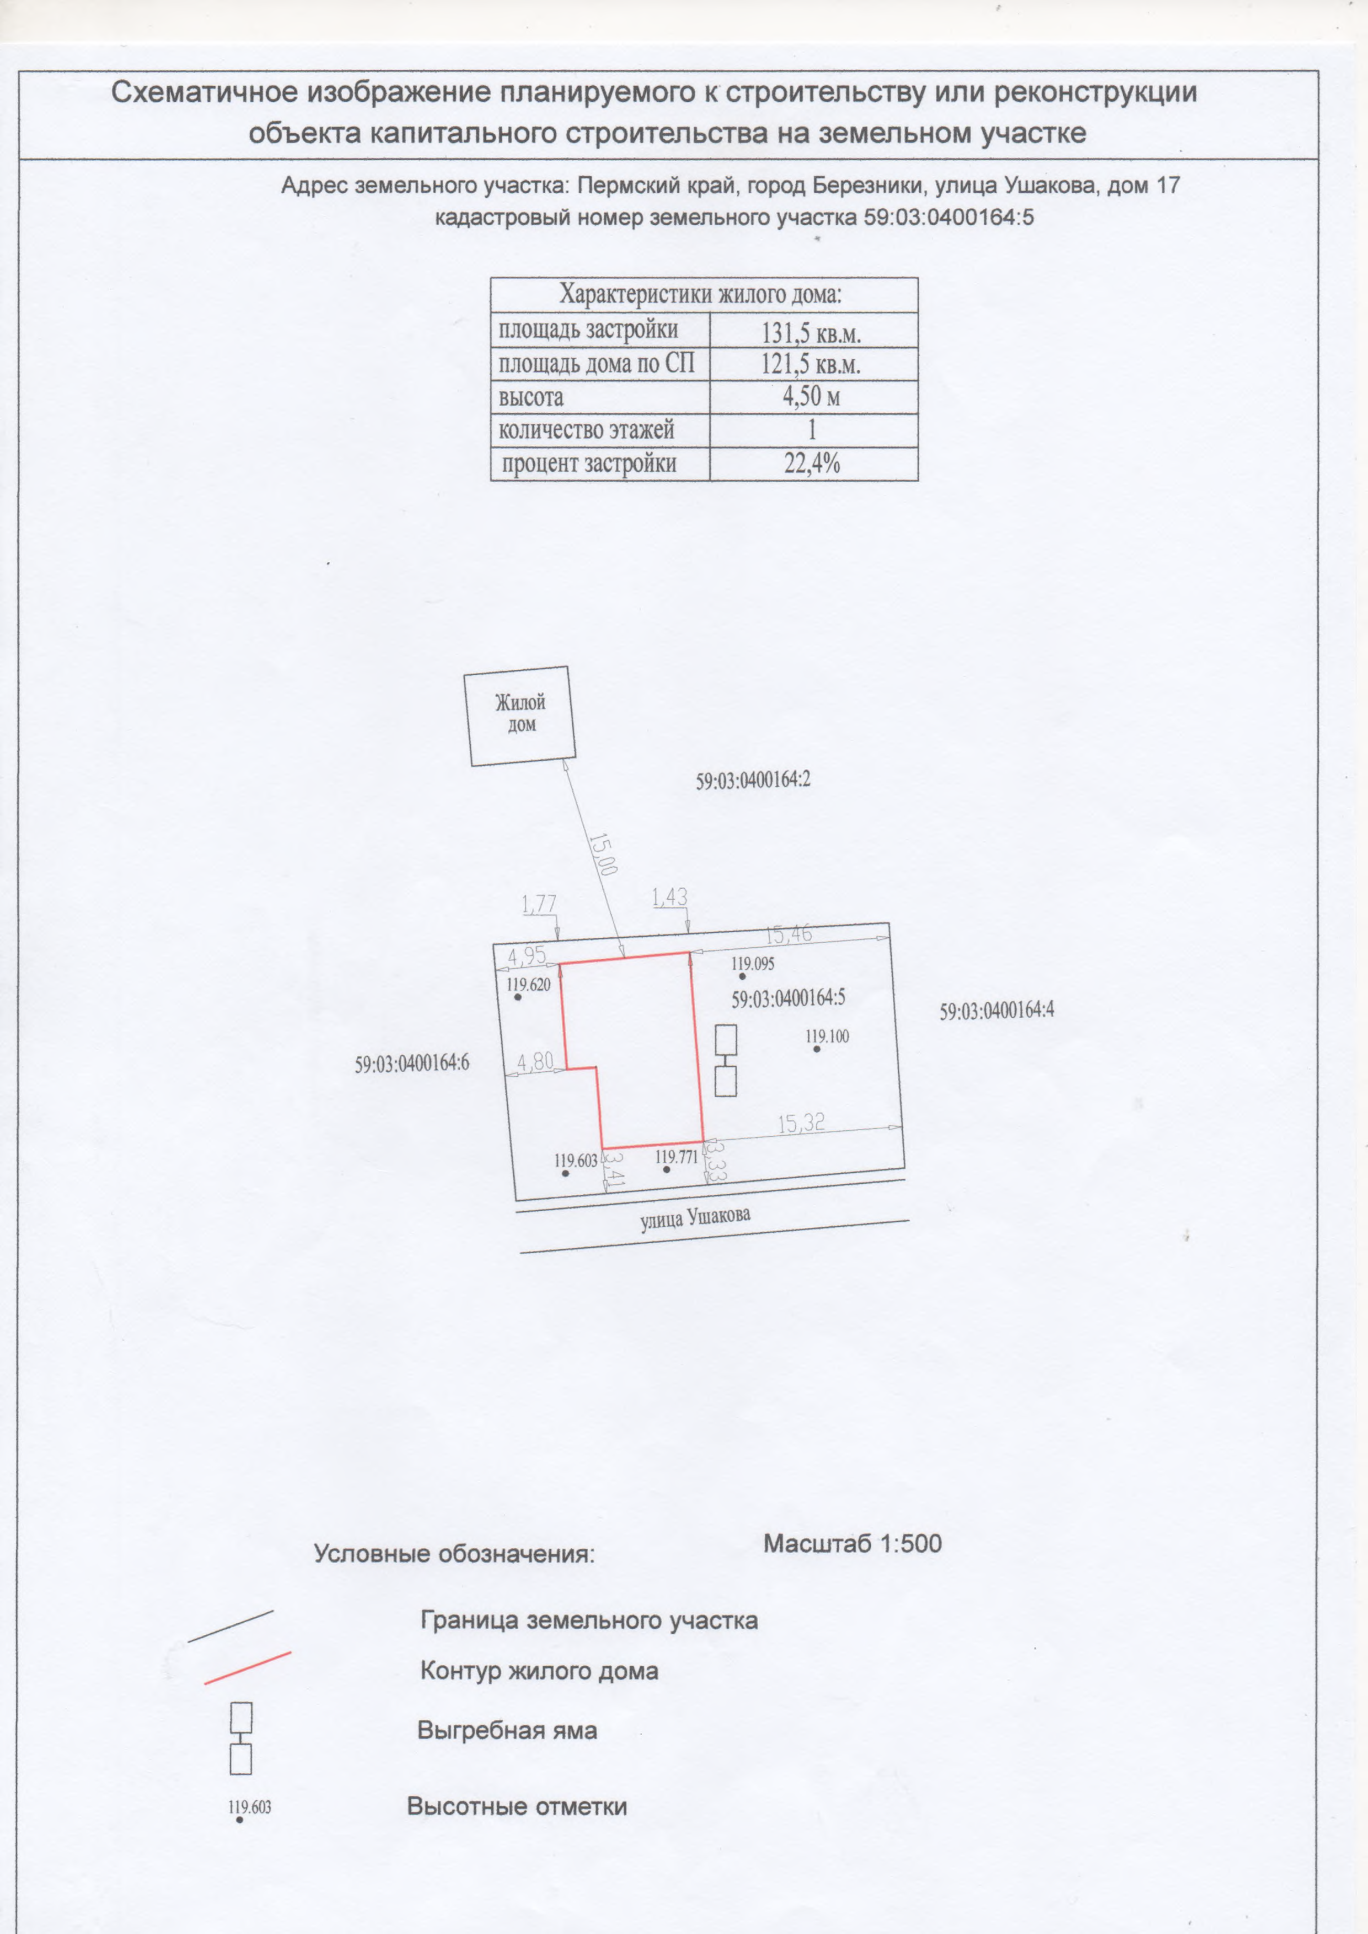 Схематичное изображение планируемого к строительству или реконструкции
объекта капитального строительства на земельном участке
Адрес земельного участка: Пермский край, город Березники, улица Ушакова, дом 17
кадастровый номер земельного участка 59:03:0400164:5
Характеристики жилого дома:
площадь застройки 131,5 кв.м.
площадь дома по СП 121,5 кв.м.
высота 4,50 м
количество этажей 1
процент застройки 22,4%
Жилой
дом
59:03:0400164:2
15,00
1,77
1,43
15,46
4,95
119.095
119.620
59:03:0400164:5
59:03:0400164:4
119.100
59:03:0400164:6
4,80
15,32
119.603
3,41
119.771
3,33
улица Ушакова
Условные обозначения:
Масштаб 1:500
Граница земельного участка
Контур жилого дома
Выгребная яма
119.603
Высотные отметки